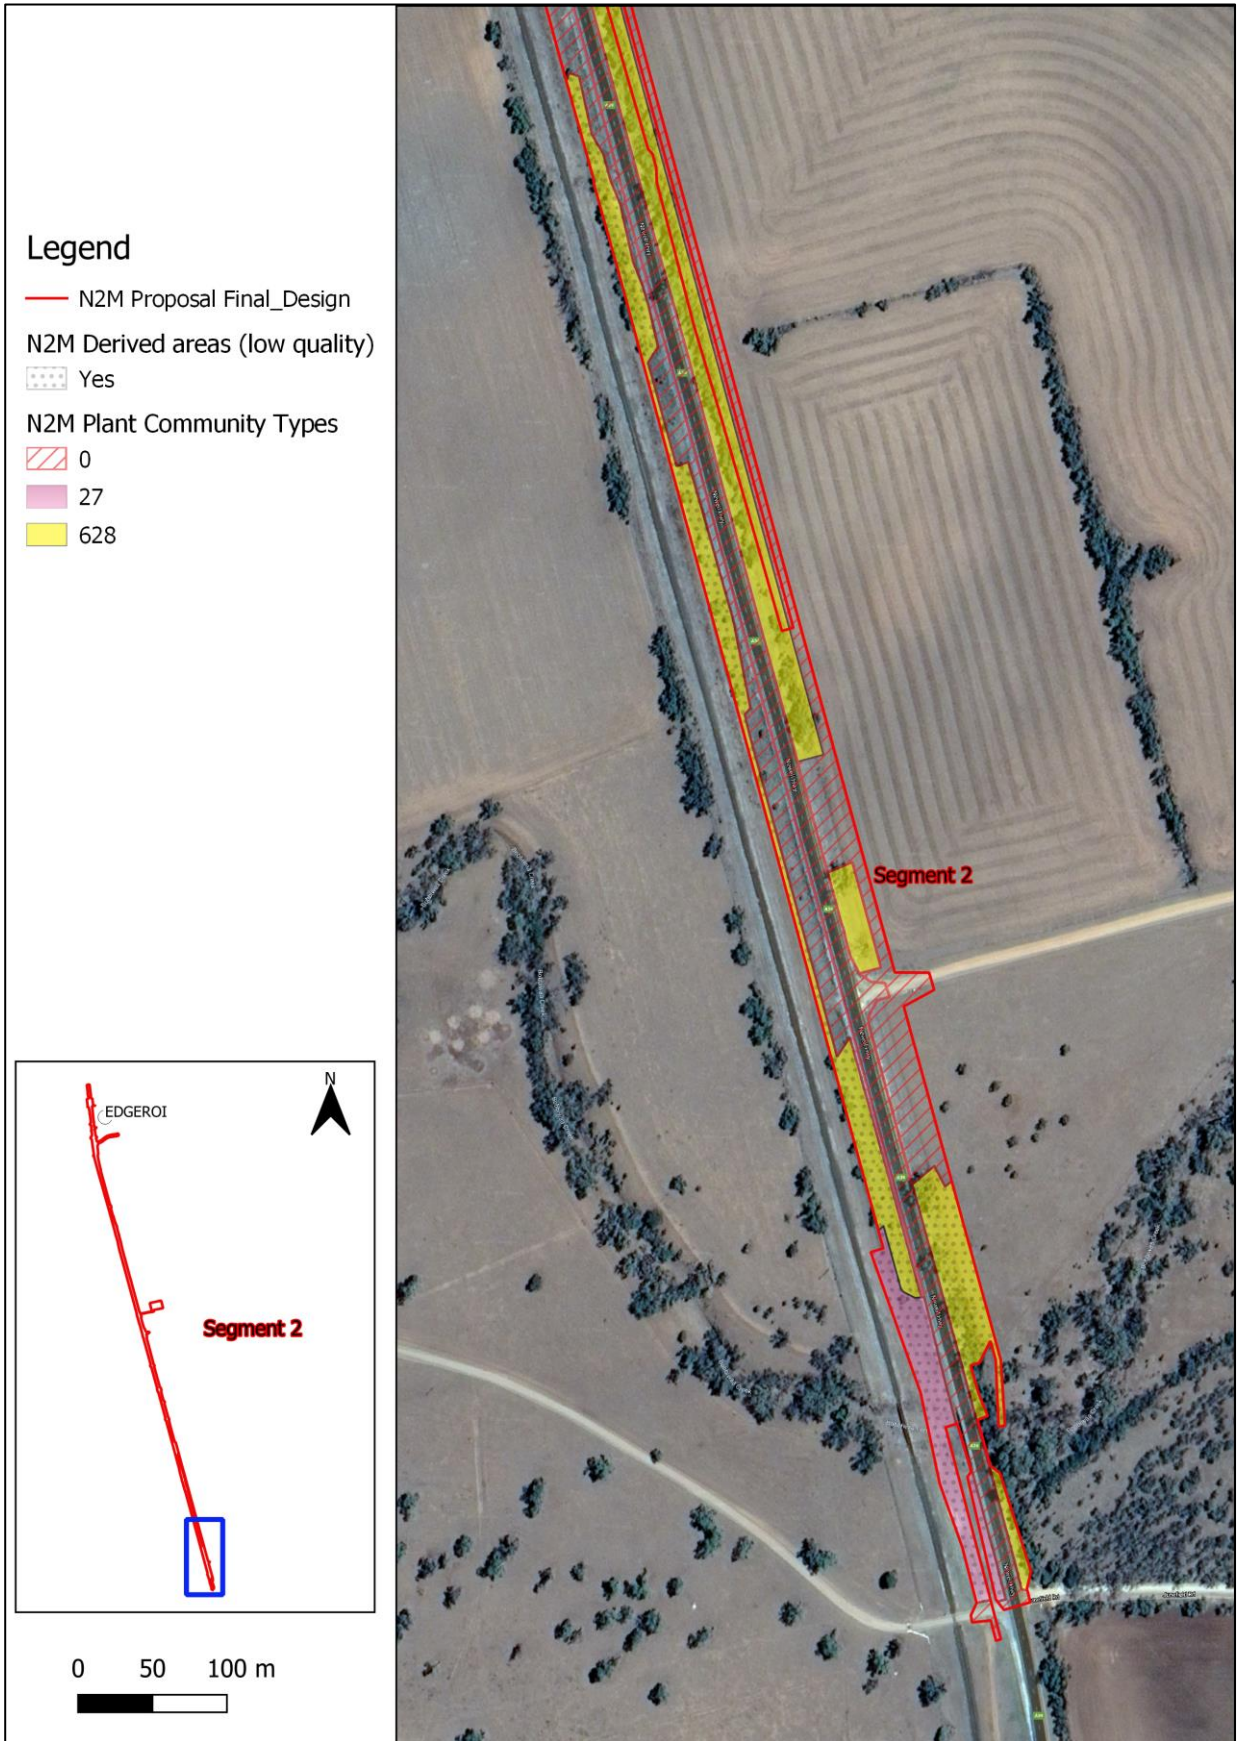 Legend
N2M Proposal Final_Design
N2M Derived areas (low quality)
Yes
N2M Plant Community Types
0
27
628
Segment 2
N
EDGEROI
Segment 2
0 50 100 m